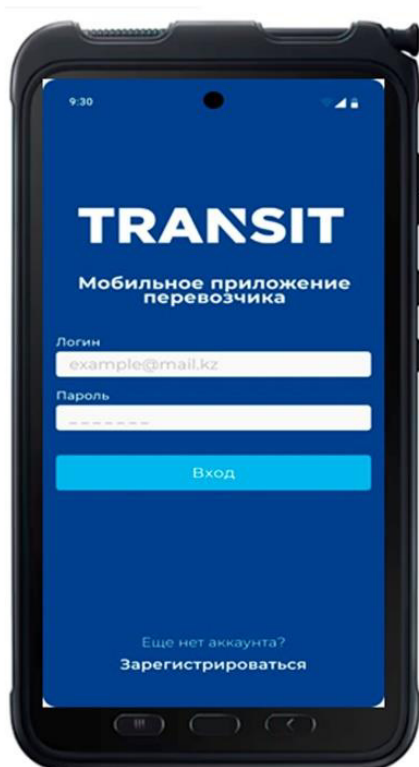 9:30
TRANSIT
Мобильное приложение
перевозчика
Логин
example@mail.kz
Пароль
_ _ _ _ _ _ _
Вход
Еще нет аккаунта?
Зарегистрироваться